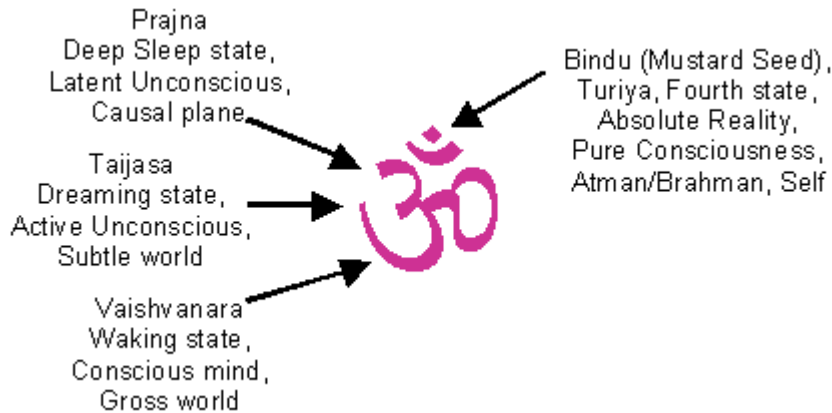 Prajna
Deep Sleep state,
Latent Unconscious,
Causal plane
Bindu (Mustard Seed),
Turiya, Fourth state,
Absolute Reality,
Pure Consciousness,
Atman/Brahman, Self
ॐ
Taijasa
Dreaming state,
Active Unconscious,
Subtle world
Vaishvanara
Waking state,
Conscious mind,
Gross world